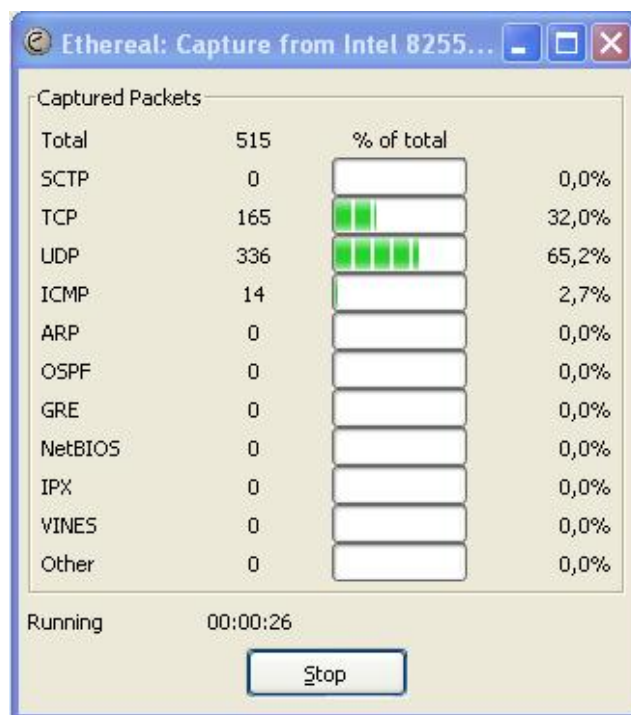 Ethereal: Capture from Intel 8255...
Captured Packets
Total 515 % of total
SCTP 0 0,0%
TCP 165 32,0%
UDP 336 65,2%
ICMP 14 2,7%
ARP 0 0,0%
OSPF 0 0,0%
GRE 0 0,0%
NetBIOS 0 0,0%
IPX 0 0,0%
VINES 0 0,0%
Other 0 0,0%
Running 00:00:26
Stop